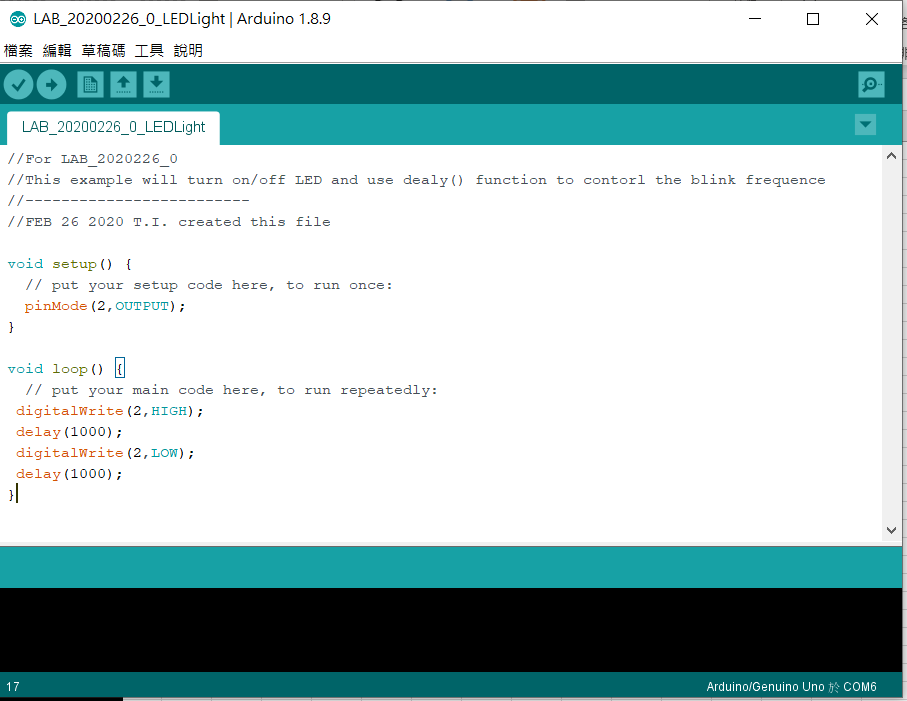 LAB_20200226_0_LEDLight | Arduino 1.8.9
檔案 編輯 草稿碼 工具 說明
LAB_20200226_0_LEDLight
//For LAB_2020226_0
//This example will turn on/off LED and use dealy() function to contorl the blink frequence
//-------------------------
//FEB 26 2020 T.I. created this file
void setup() {
// put your setup code here, to run once:
pinMode(2,OUTPUT);
}
void loop() {
// put your main code here, to run repeatedly:
digitalWrite(2,HIGH);
delay(1000);
digitalWrite(2,LOW);
delay(1000);
}
17
Arduino/Genuino Uno 於 COM6